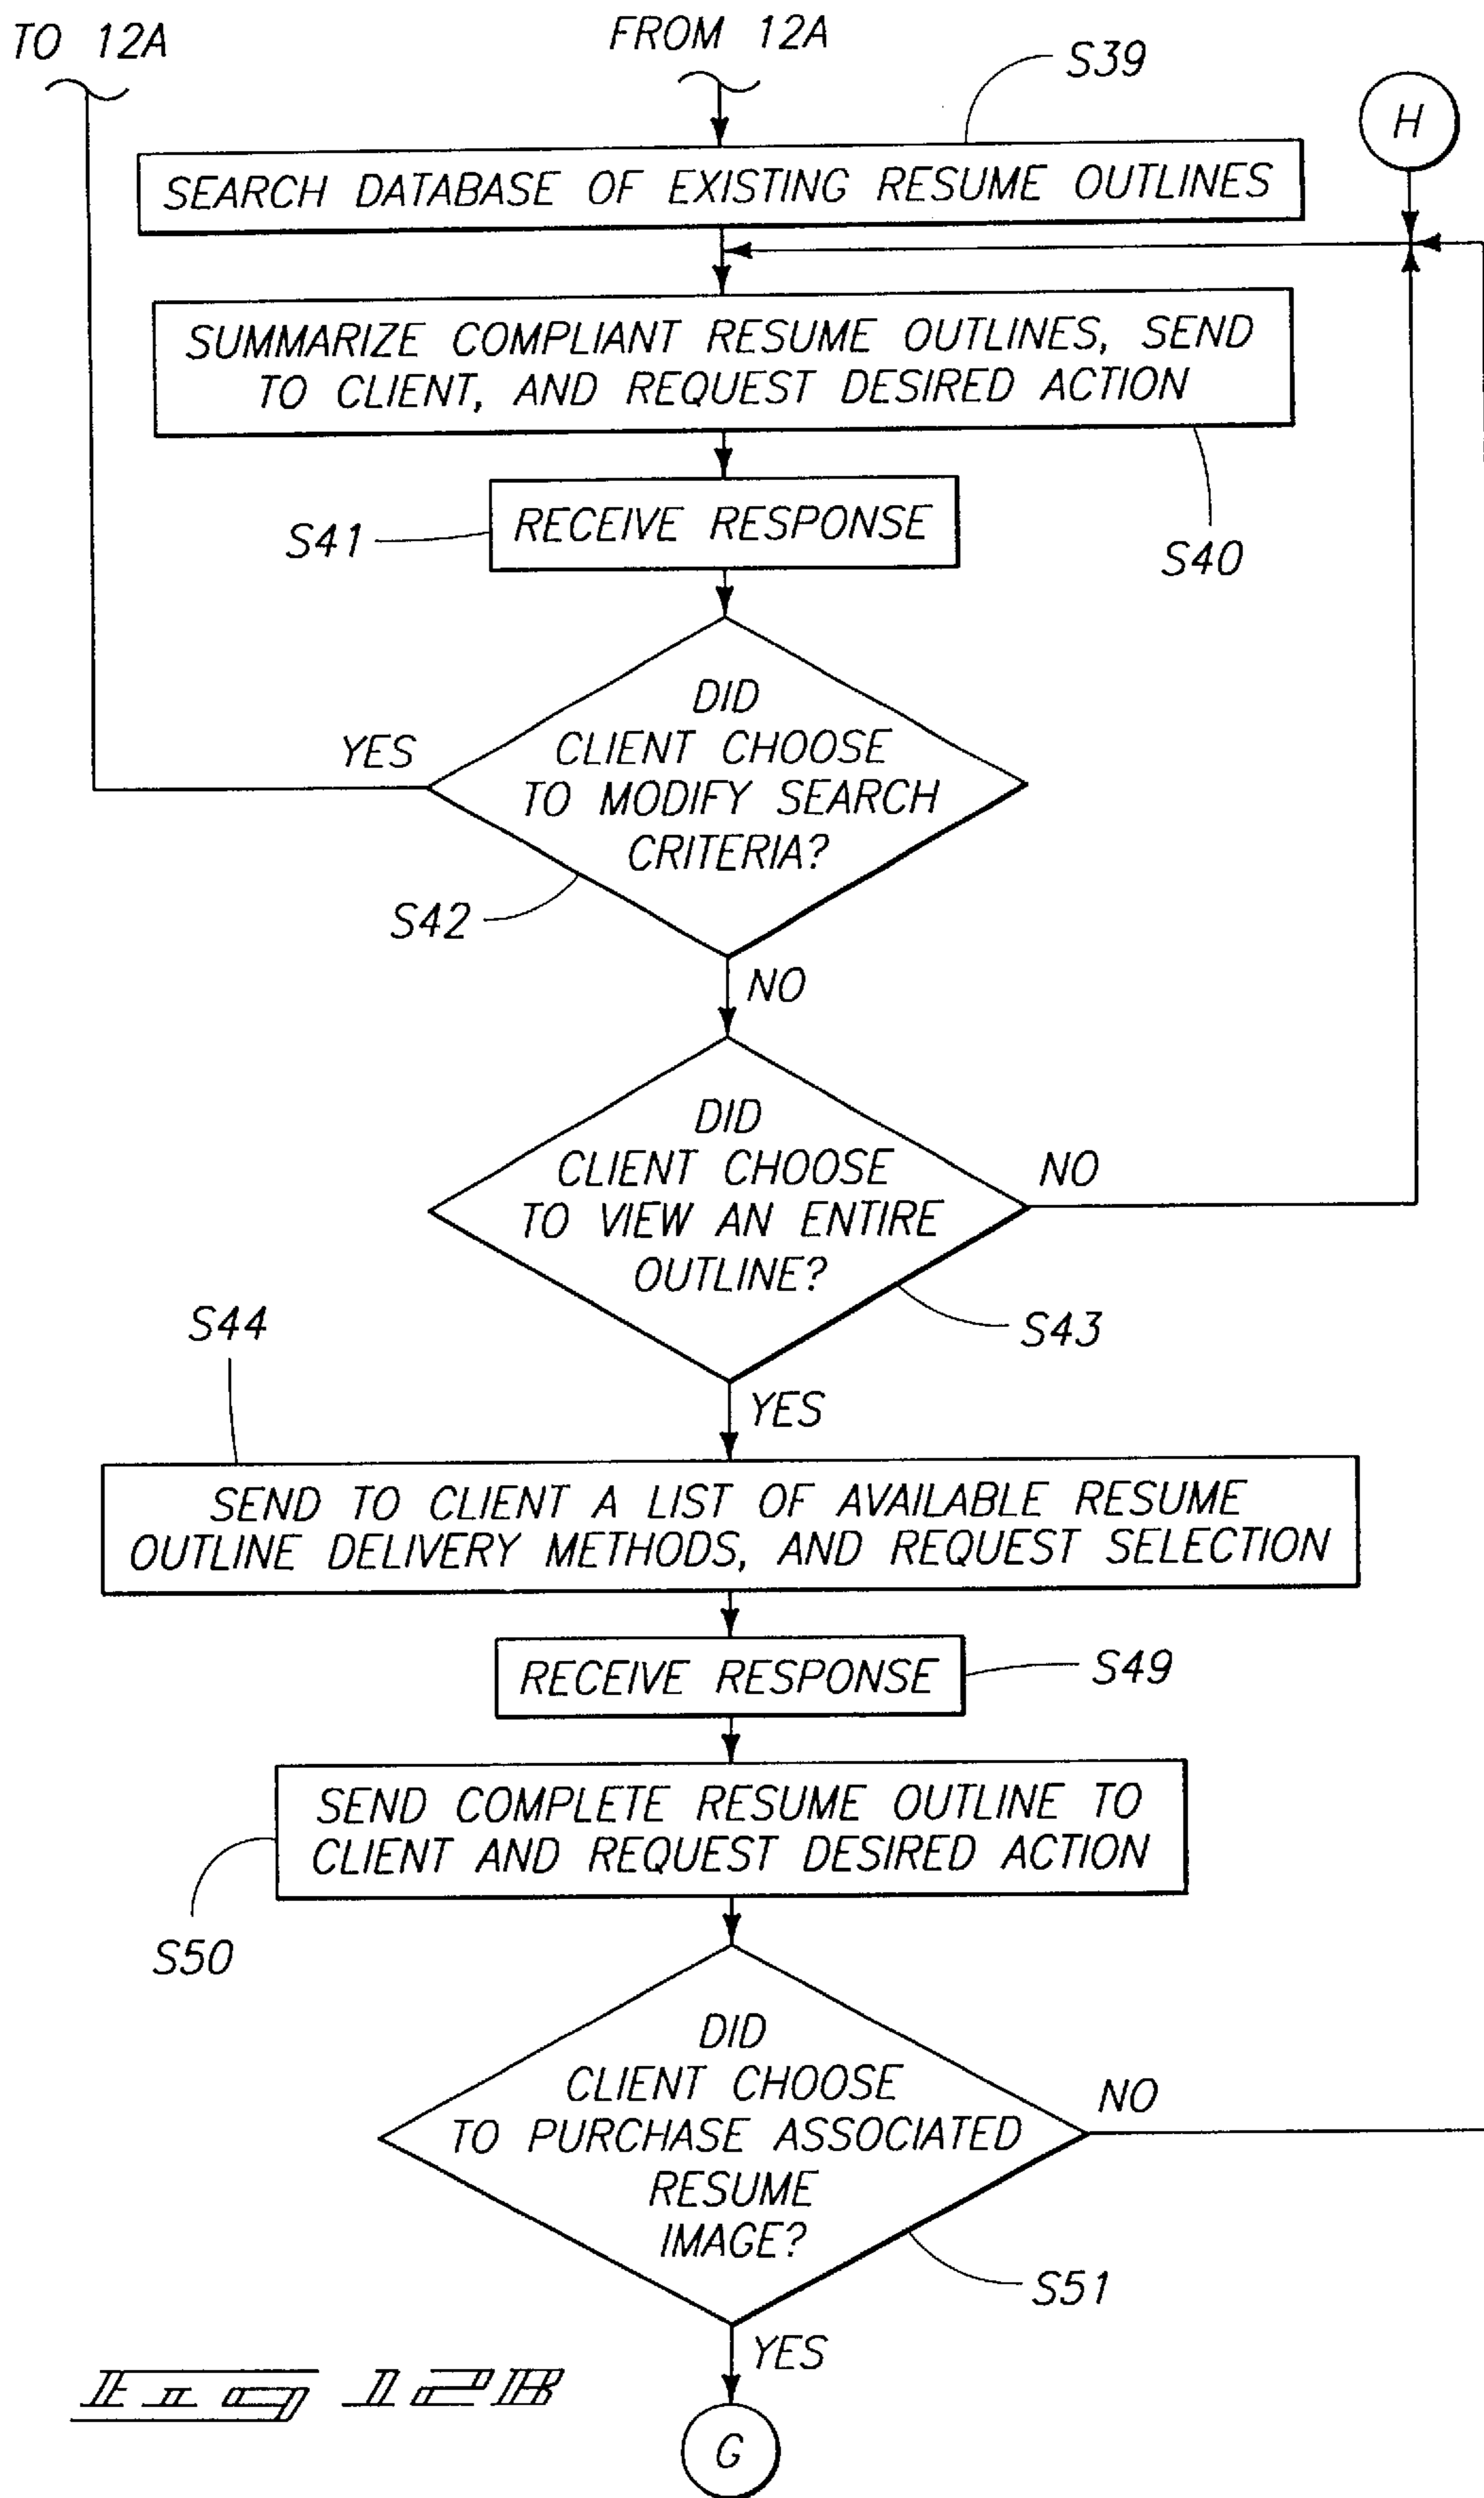 TO 12A
FROM 12A
S39
H
SEARCH DATABASE OF EXISTING RESUME OUTLINES
SUMMARIZE COMPLIANT RESUME OUTLINES, SEND
TO CLIENT, AND REQUEST DESIRED ACTION
S40
S41
RECEIVE RESPONSE
DID
CLIENT CHOOSE
TO MODIFY SEARCH
CRITERIA?
YES
S42
NO
DID
CLIENT CHOOSE
TO VIEW AN ENTIRE
OUTLINE?
NO
S43
S44
YES
SEND TO CLIENT A LIST OF AVAILABLE RESUME
OUTLINE DELIVERY METHODS, AND REQUEST SELECTION
RECEIVE RESPONSE
S49
SEND COMPLETE RESUME OUTLINE TO
CLIENT AND REQUEST DESIRED ACTION
S50
DID
CLIENT CHOOSE
TO PURCHASE ASSOCIATED
RESUME
IMAGE?
NO
S51
YES
Fig 12B
G